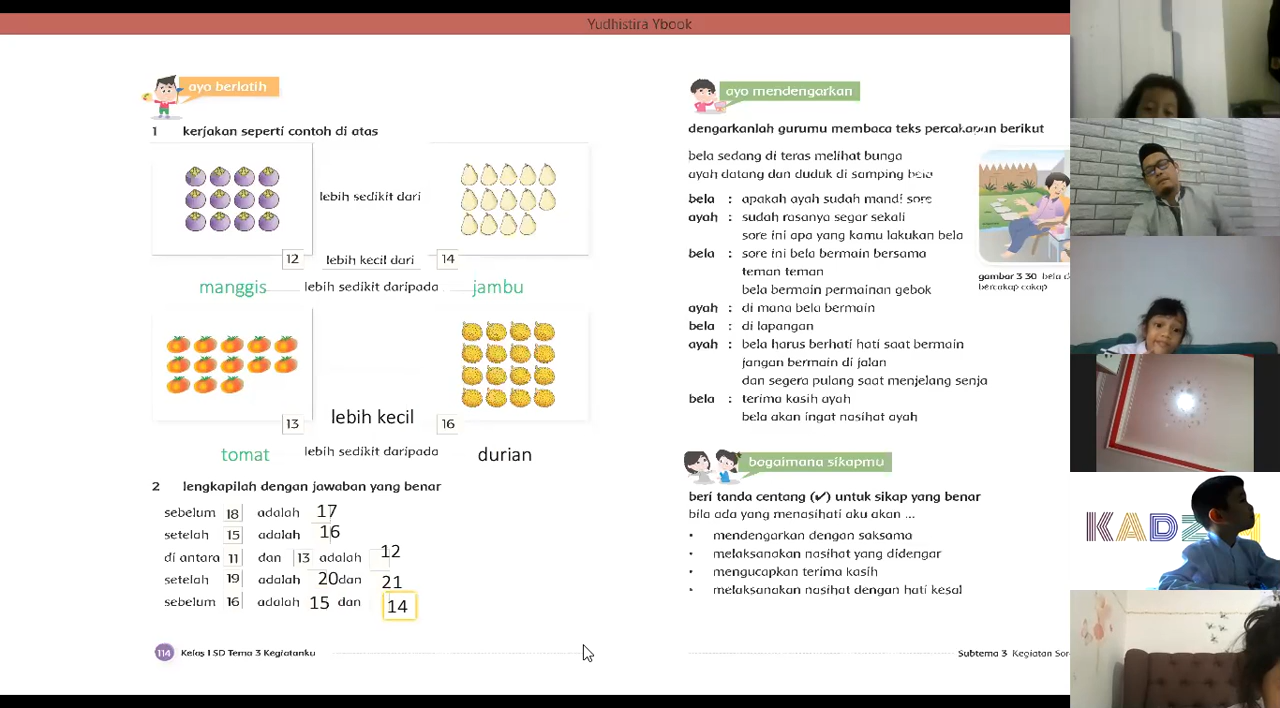 Yudhistira Ybook
ayo berlatih
1 kerjakan seperti contoh di atas
lebih sedikit dari
12 lebih kecil dari 14
manggis lebih sedikit daripada jambu
13 lebih kecil 16
tomat lebih sedikit daripada durian
2 lengkapilah dengan jawaban yang benar
sebelum 18 adalah 17
setelah 15 adalah 16
di antara 11 dan 13 adalah 12
setelah 19 adalah 20 dan 21
sebelum 16 adalah 15 dan 14
114 Kelas I SD Tema 3 Kegiatanku
ayo mendengarkan
dengarkanlah gurumu membaca teks percakapan berikut
bela sedang di teras melihat bunga
ayah datang dan duduk di samping bela
bela : apakah ayah sudah mandi sore
ayah : sudah rasanya segar sekali
sore ini apa yang kamu lakukan bela
bela : sore ini bela bermain bersama
teman teman
bela bermain permainan gebok
ayah : di mana bela bermain
bela : di lapangan
ayah : bela harus berhati hati saat bermain
jangan bermain di jalan
dan segera pulang saat menjelang senja
bela : terima kasih ayah
bela akan ingat nasihat ayah
gambar 3 30 bela d
bercakap cakap
bagaimana sikapmu
beri tanda centang (✓) untuk sikap yang benar
bila ada yang menasihati aku akan ...
• mendengarkan dengan saksama
• melaksanakan nasihat yang didengar
• mengucapkan terima kasih
• melaksanakan nasihat dengan hati kesal
Subtema 3 Kegiatan Sor